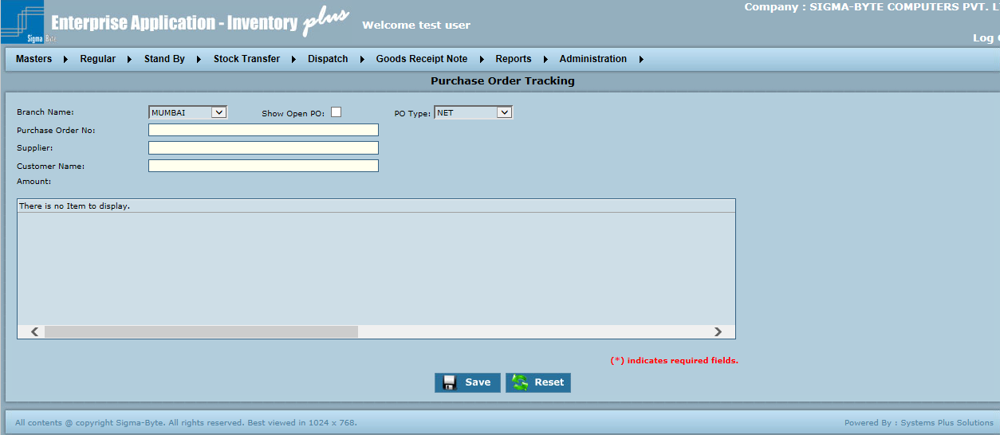 Company : SIGMA-BYTE COMPUTERS PVT.
Enterprise Application - Inventory plus Welcome test user
Sigma Byte
Log
Masters Regular Stand By Stock Transfer Dispatch Goods Receipt Note Reports Administration
Purchase Order Tracking
Branch Name: MUMBAI Show Open PO: PO Type: NET
Purchase Order No:
Supplier:
Customer Name:
Amount:
There is no Item to display.
(*) indicates required fields.
Save Reset
All contents @ copyright Sigma-Byte. All rights reserved. Best viewed in 1024 x 768. Powered By : Systems Plus Solutions